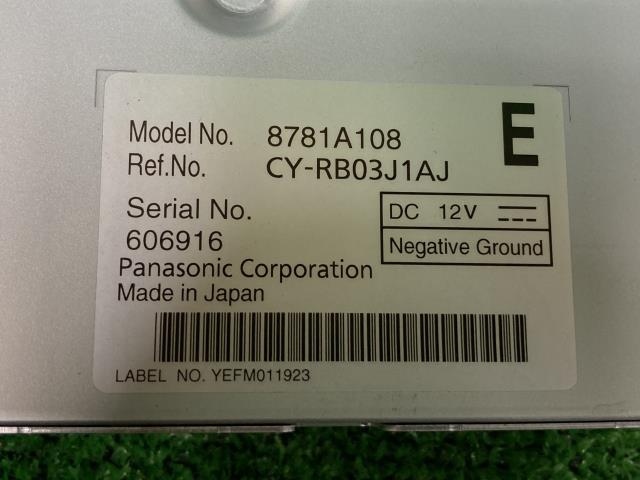 E
Model No. 8781A108
Ref.No. CY-RB03J1AJ
Serial No.
606916
DC 12V
Negative Ground
Panasonic Corporation
Made in Japan
LABEL NO. YEFM011923